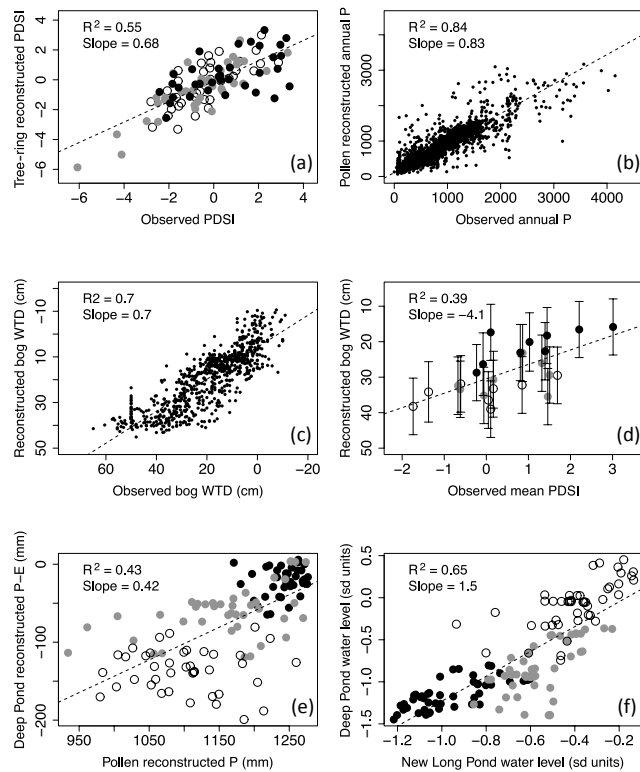 R² = 0.55
Slope = 0.68
Tree-ring reconstructed PDSI
2
0
-2
-4
-6
(a)
-6 -4 -2 0 2 4
Observed PDSI
R² = 0.84
Slope = 0.83
Pollen reconstructed annual P
3000
1000
0
(b)
0 1000 2000 3000 4000
Observed annual P
R2 = 0.7
Slope = 0.7
Reconstructed bog WTD (cm)
-10
10
30
50
(c)
60 40 20 0 -20
Observed bog WTD (cm)
R² = 0.39
Slope = −4.1
Reconstructed bog WTD (cm)
10
20
30
40
50
(d)
-2 -1 0 1 2 3
Observed mean PDSI
R² = 0.43
Slope = 0.42
Deep Pond reconstructed P−E (mm)
0
-100
-200
(e)
950 1050 1150 1250
Pollen reconstructed P (mm)
R² = 0.65
Slope = 1.5
Deep Pond water level (sd units)
0.5
0.0
-0.5
-1.0
-1.5
(f)
-1.2 -1.0 -0.8 -0.6 -0.4 -0.2
New Long Pond water level (sd units)